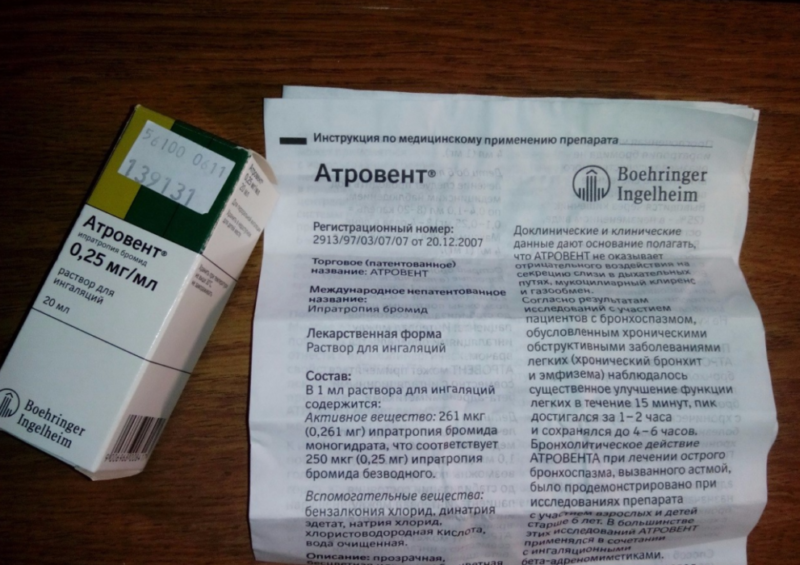 56100 0611
139131
Атровент®
ипратропия бромид
0,25 мг/мл
раствор для
ингаляций
20 мл
Boehringer
Ingelheim
Инструкция по медицинскому применению препарата
Атровент®
Boehringer
Ingelheim
Регистрационный номер:
2913/97/03/07/07 от 20.12.2007
Торговое (патентованное)
название: АТРОВЕНТ
Международное непатентованное
название:
Ипратропия бромид
Лекарственная форма
Раствор для ингаляций
Состав:
В 1 мл раствора для ингаляций
содержится:
Активное вещество: 261 мкг
(0,261 мг) ипратропия бромида
моногидрата, что соответствует
250 мкг (0,25 мг) ипратропия
бромида безводного.
Вспомогательные вещества:
бензалкония хлорид, динатрия
эдетат, натрия хлорид,
хлористоводородная кислота,
вода очищенная.
Описание: прозрачная,
Доклинические и клинические
данные дают основание полагать,
что АТРОВЕНТ не оказывает
отрицательного воздействия на
секрецию слизи в дыхательных
путях, мукоцилиарный клиренс
и газообмен.
Согласно результатам
исследований с участием
пациентов с бронхоспазмом,
обусловленным хроническими
обструктивными заболеваниями
легких (хронический бронхит
и эмфизема) наблюдалось
существенное улучшение функции
легких в течение 15 минут, пик
достигался за 1–2 часа
и сохранялся до 4–6 часов.
Бронхолитическое действие
АТРОВЕНТА при лечении острого
бронхоспазма, вызванного астмой,
было продемонстрировано при
исследованиях препарата
с участием взрослых и детей
старше 6 лет. В большинстве
этих исследований АТРОВЕНТ
применялся в сочетании
с ингаляционными
бета-адреномиметиками.